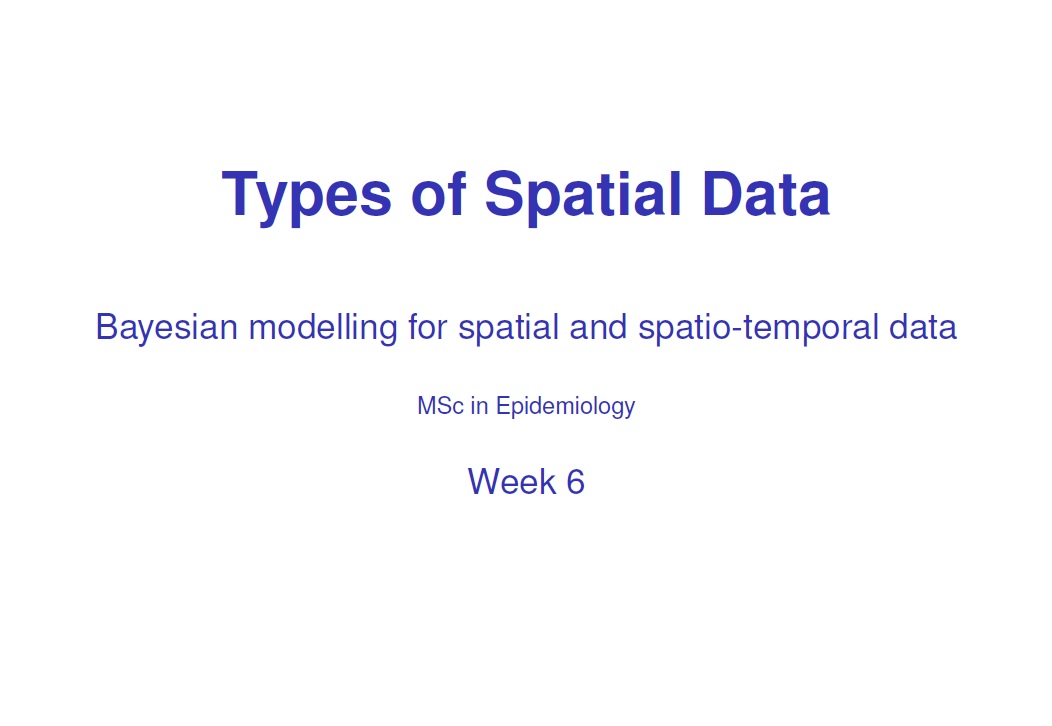 Types of Spatial Data
Bayesian modelling for spatial and spatio-temporal data
MSc in Epidemiology
Week 6